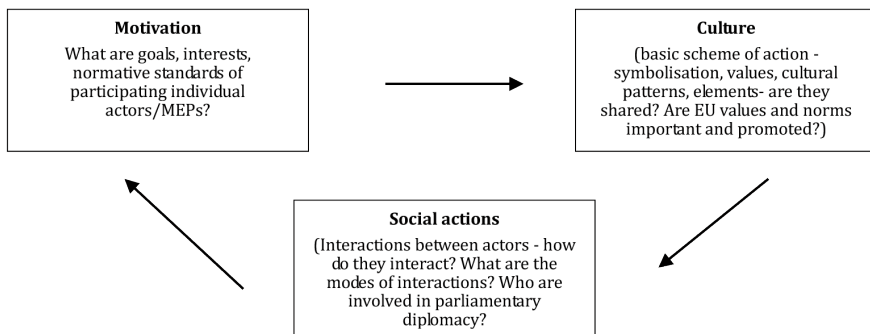 Motivation
What are goals, interests,
normative standards of
participating individual
actors/MEPs?
Culture
(basic scheme of action -
symbolisation, values, cultural
patterns, elements- are they
shared? Are EU values and norms
important and promoted?)
Social actions
(Interactions between actors - how
do they interact? What are the
modes of interactions? Who are
involved in parliamentary
diplomacy?